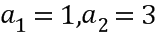 a₁ = 1,a₂ = 3